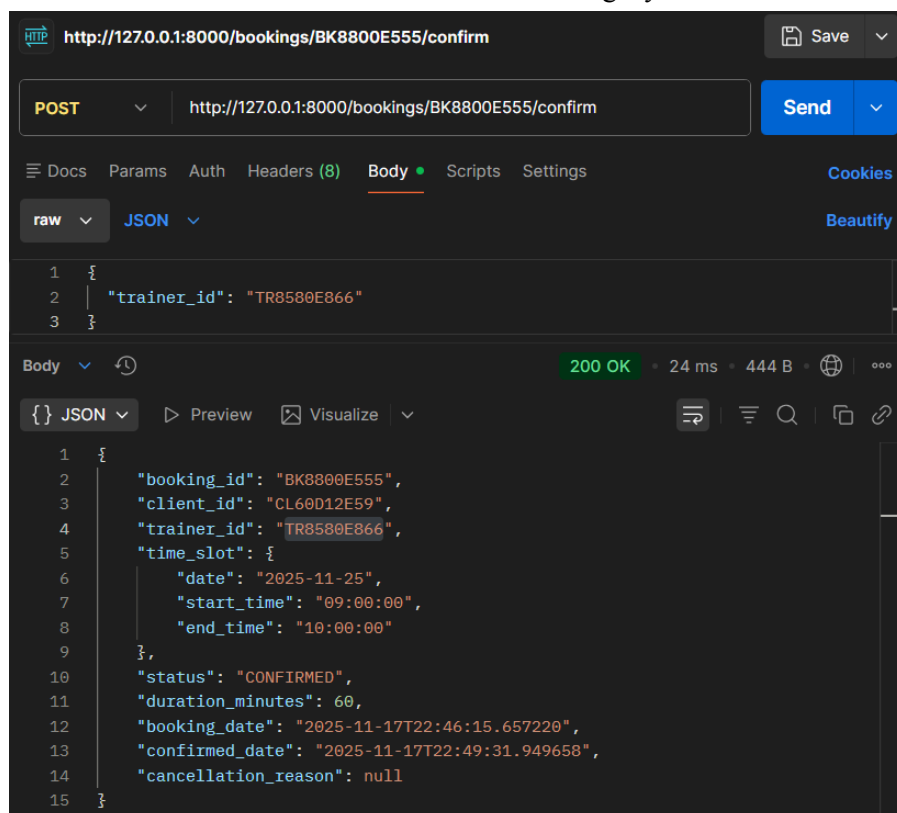 HTTP http://127.0.0.1:8000/bookings/BK8800E555/confirm Save
POST http://127.0.0.1:8000/bookings/BK8800E555/confirm Send
Docs Params Auth Headers (8) Body Scripts Settings Cookies
raw JSON Beautify
1 {
2 "trainer_id": "TR8580E866"
3 }
Body 200 OK 24 ms 444 B
{} JSON Preview Visualize
1 {
2 "booking_id": "BK8800E555",
3 "client_id": "CL60D12E59",
4 "trainer_id": "TR8580E866",
5 "time_slot": {
6 "date": "2025-11-25",
7 "start_time": "09:00:00",
8 "end_time": "10:00:00"
9 },
10 "status": "CONFIRMED",
11 "duration_minutes": 60,
12 "booking_date": "2025-11-17T22:46:15.657220",
13 "confirmed_date": "2025-11-17T22:49:31.949658",
14 "cancellation_reason": null
15 }